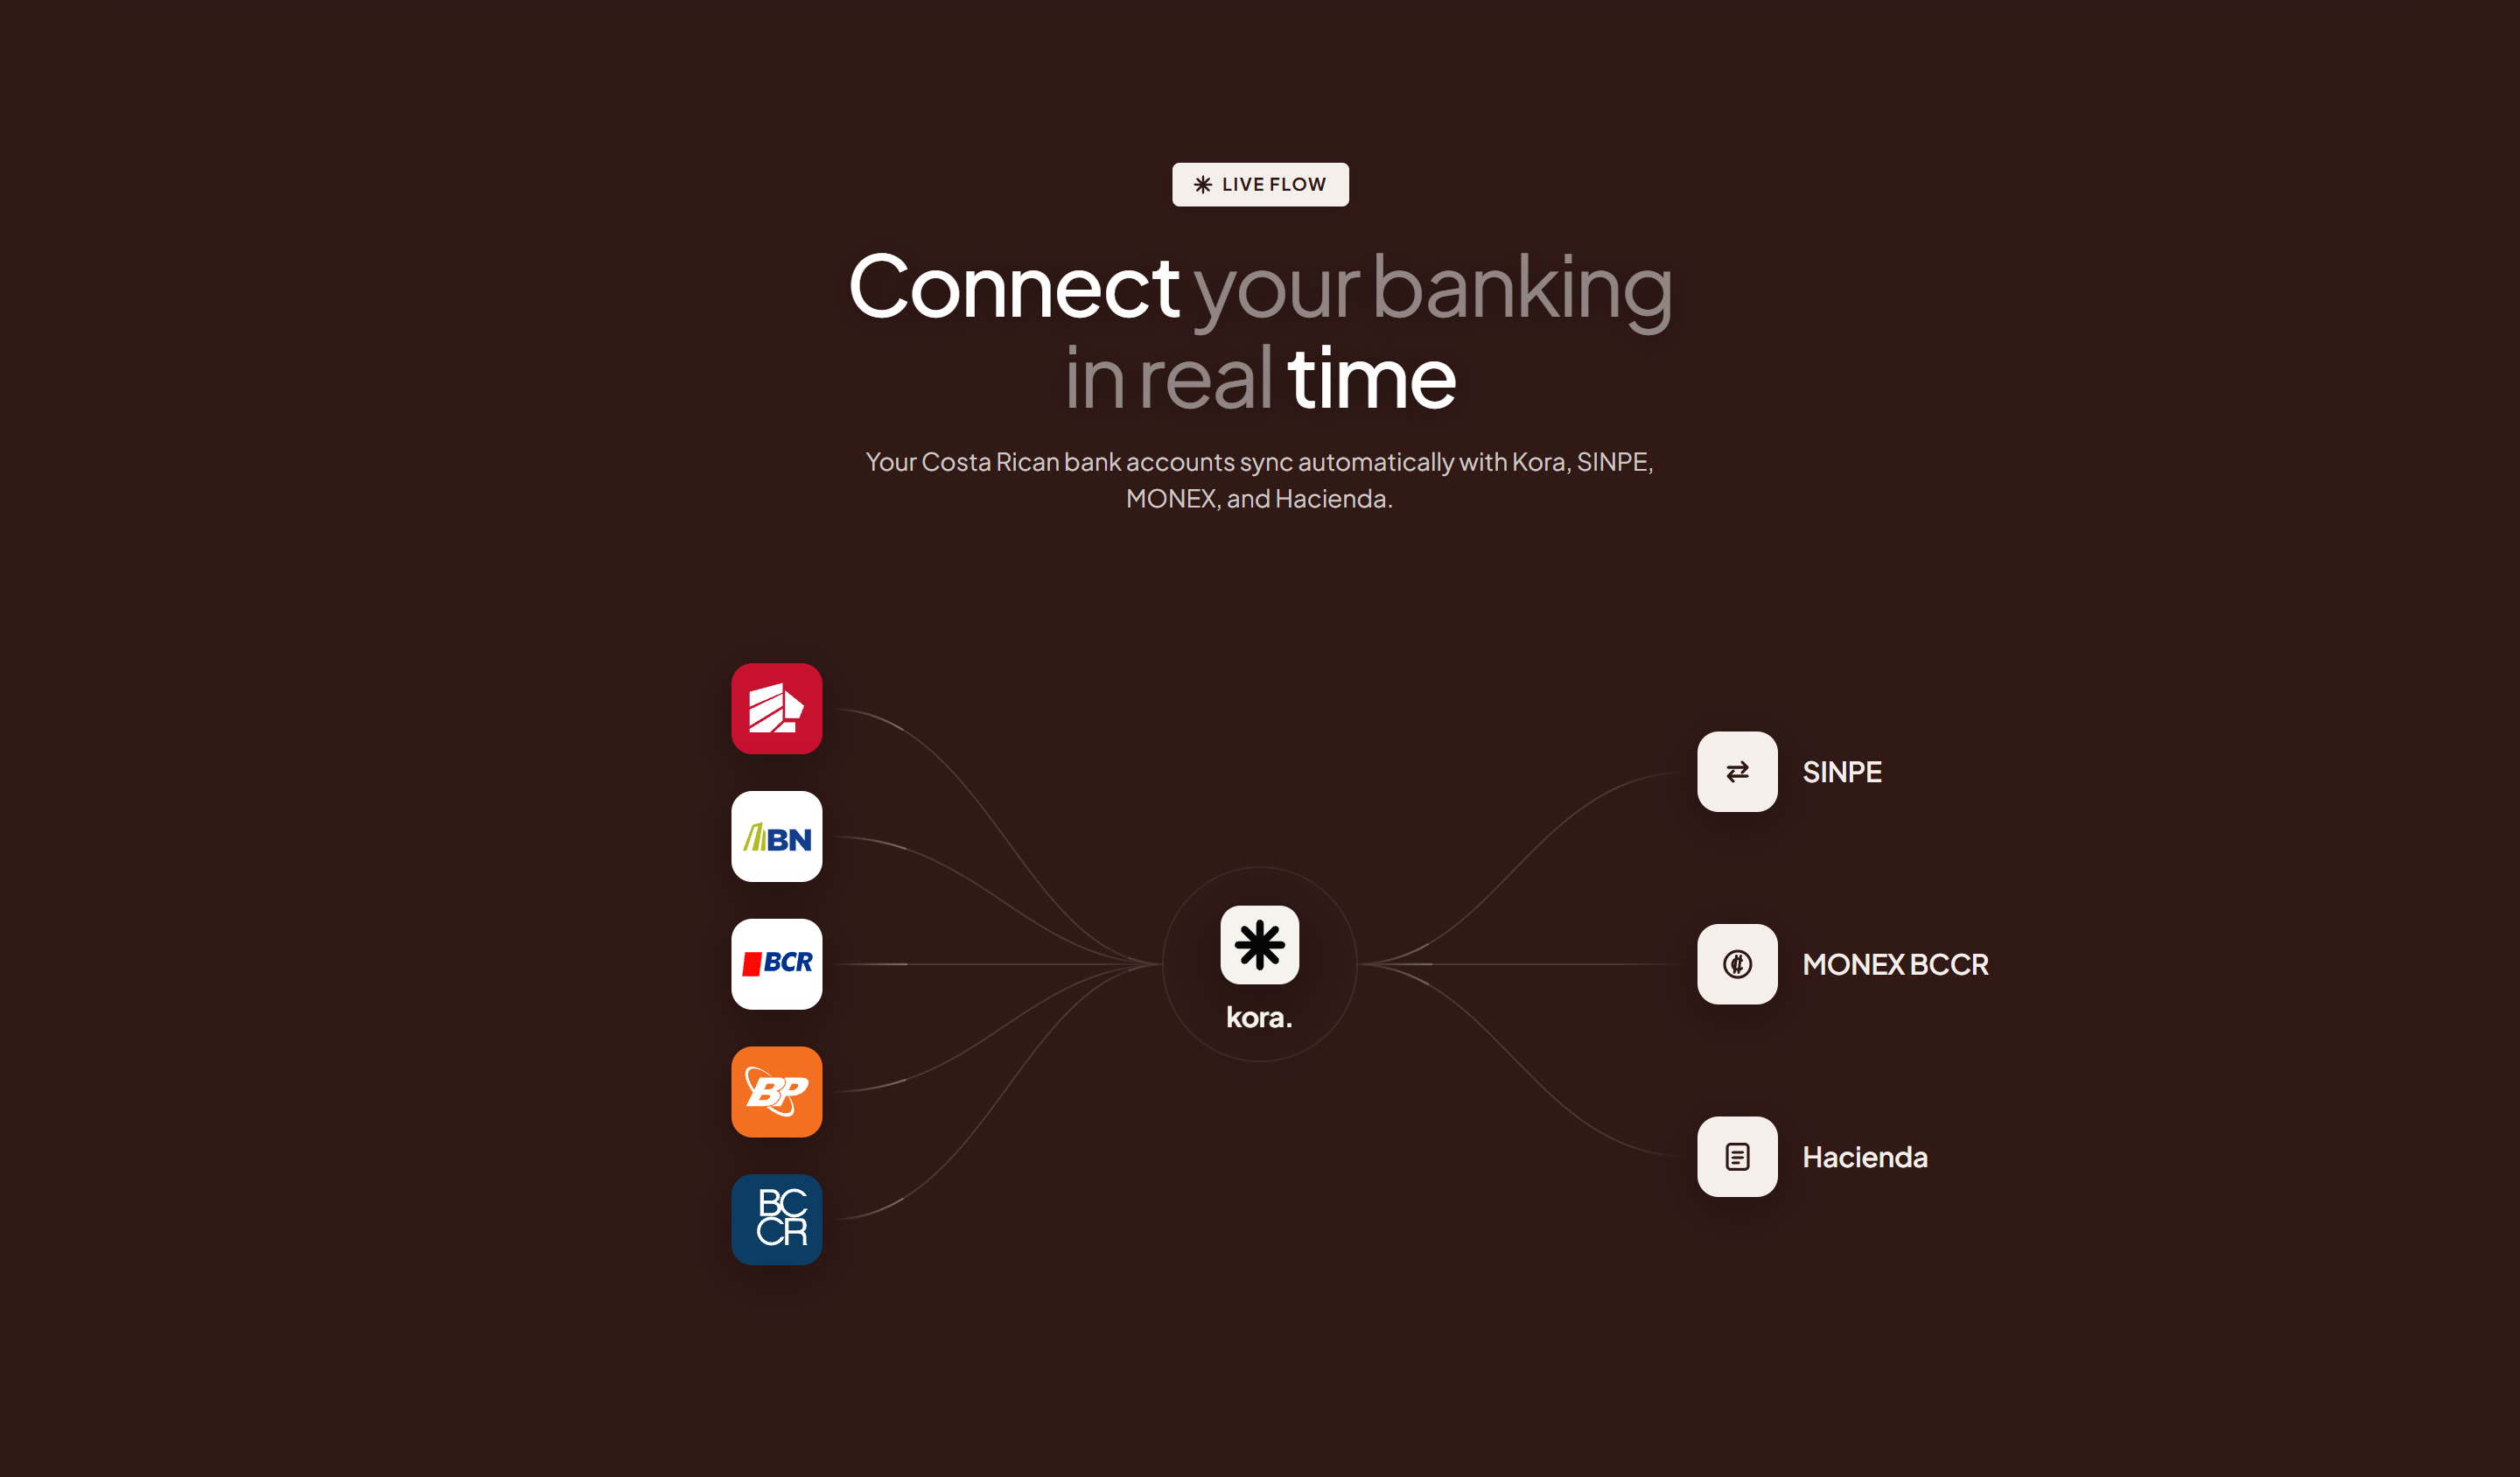 LIVE FLOW
Connect your banking
in real time
Your Costa Rican bank accounts sync automatically with Kora, SINPE,
MONEX, and Hacienda.
BN
BCR
BP
BC
CR
kora.
SINPE
MONEX BCCR
Hacienda